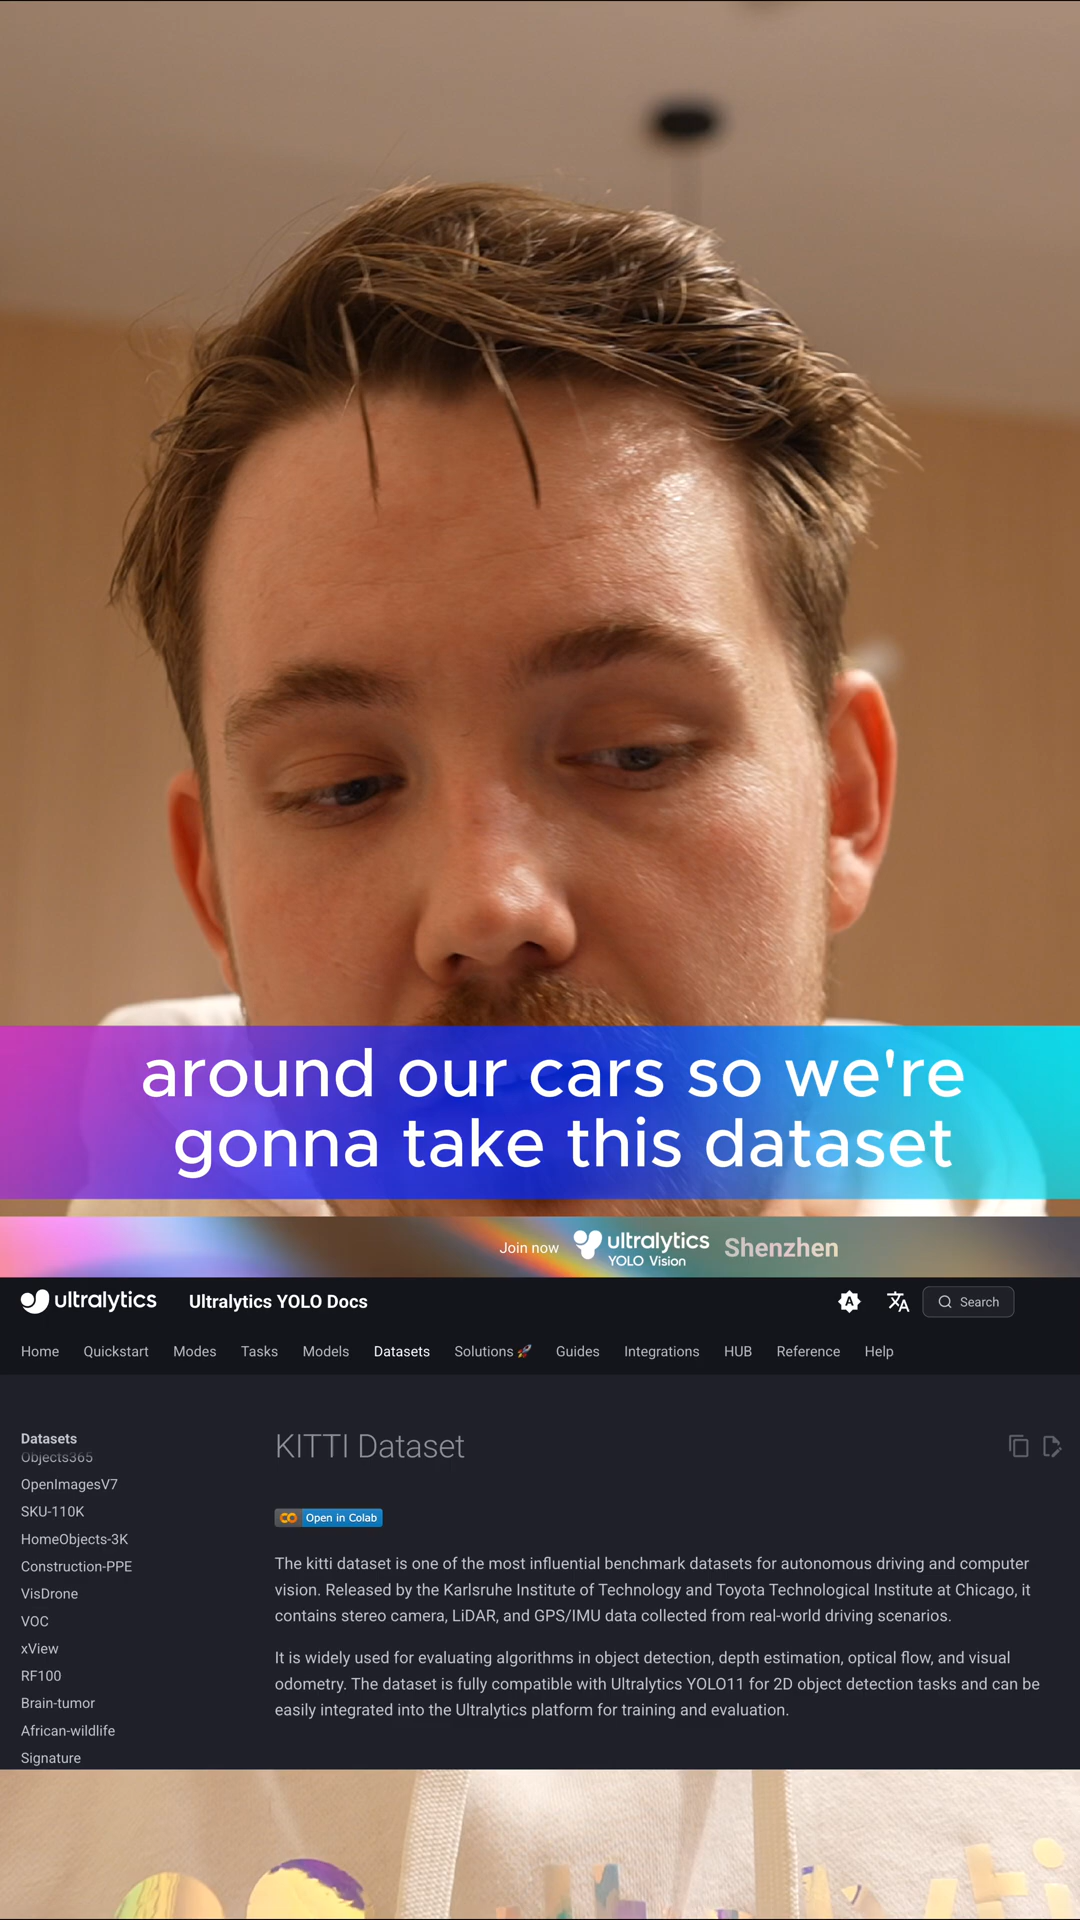 around our cars so we're
gonna take this dataset
Join now ultralytics YOLO Vision Shenzhen
ultralytics Ultralytics YOLO Docs Search
Home Quickstart Modes Tasks Models Datasets Solutions 🚀 Guides Integrations HUB Reference Help
Datasets
Objects365
OpenImagesV7
SKU-110K
HomeObjects-3K
Construction-PPE
VisDrone
VOC
xView
RF100
Brain-tumor
African-wildlife
Signature
KITTI Dataset
Open in Colab
The kitti dataset is one of the most influential benchmark datasets for autonomous driving and computer
vision. Released by the Karlsruhe Institute of Technology and Toyota Technological Institute at Chicago, it
contains stereo camera, LiDAR, and GPS/IMU data collected from real-world driving scenarios.
It is widely used for evaluating algorithms in object detection, depth estimation, optical flow, and visual
odometry. The dataset is fully compatible with Ultralytics YOLO11 for 2D object detection tasks and can be
easily integrated into the Ultralytics platform for training and evaluation.